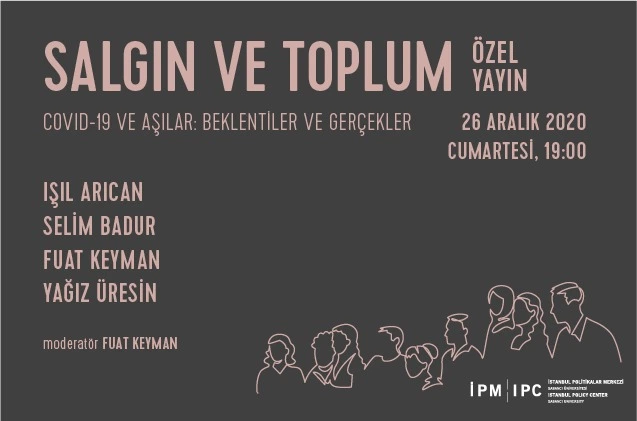 SALGIN VE TOPLUM ÖZEL YAYIN
COVID-19 VE AŞILAR: BEKLENTİLER VE GERÇEKLER
26 ARALIK 2020
CUMARTESİ, 19:00
IŞIL ARICAN
SELİM BADUR
FUAT KEYMAN
YAĞIZ ÜRESİN
moderatör FUAT KEYMAN
İPM | IPC
İSTANBUL POLİTİKALAR MERKEZİ
SABANCI ÜNİVERSİTESİ
ISTANBUL POLICY CENTER
SABANCI UNIVERSITY